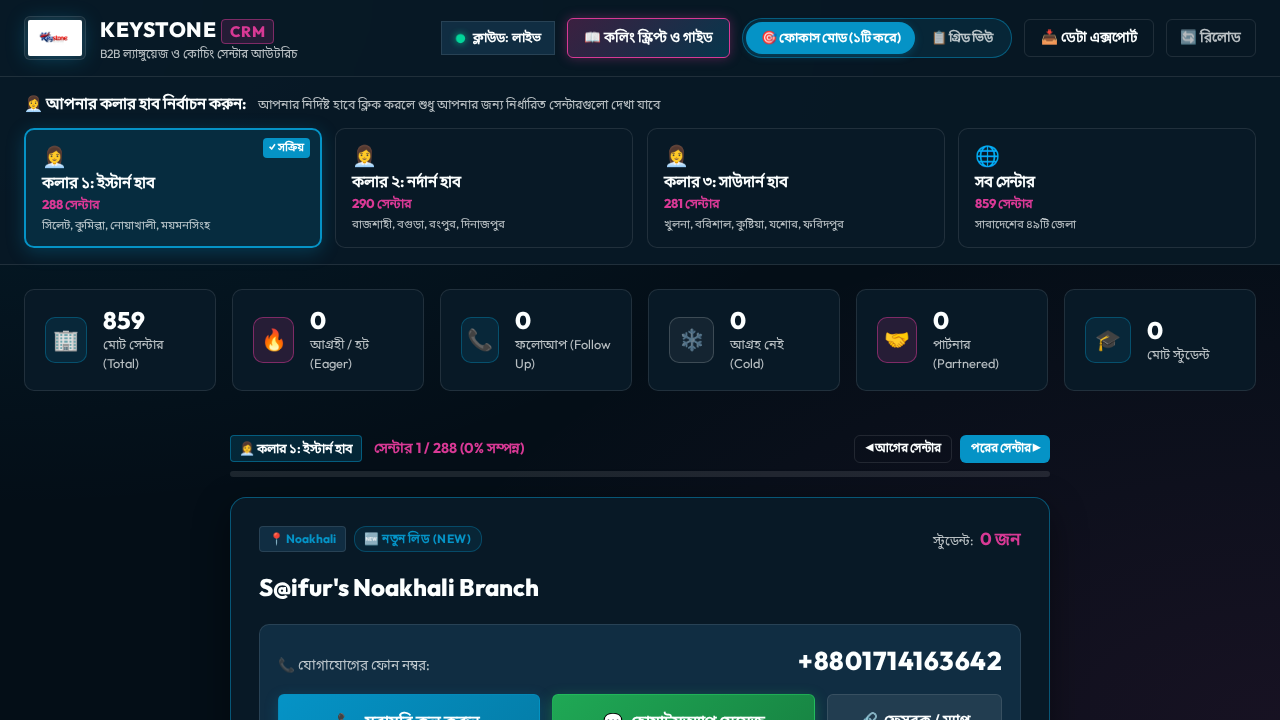 Keystone
KEYSTONE CRM
B2B ল্যাঙ্গুয়েজ ও কোচিং সেন্টার আউটরিচ
ক্লাউড: লাইভ
📖 কলিং স্ক্রিপ্ট ও গাইড
🎯 ফোকাস মোড (১টি করে)
📋 গ্রিড ভিউ
📥 ডেটা এক্সপোর্ট
🔄 রিলোড
👩‍💼 আপনার কলার হাব নির্বাচন করুন: আপনার নির্দিষ্ট হাবে ক্লিক করলে শুধু আপনার জন্য নির্ধারিত সেন্টারগুলো দেখা যাবে
✓ সক্রিয়
কলার ১: ইস্টার্ন হাব
288 সেন্টার
সিলেট, কুমিল্লা, নোয়াখালী, ময়মনসিংহ
কলার ২: নর্দার্ন হাব
290 সেন্টার
রাজশাহী, বগুড়া, রংপুর, দিনাজপুর
কলার ৩: সাউদার্ন হাব
281 সেন্টার
খুলনা, বরিশাল, কুষ্টিয়া, যশোর, ফরিদপুর
সব সেন্টার
859 সেন্টার
সারাদেশের ৪৯টি জেলা
859
মোট সেন্টার
(Total)
0
আগ্রহী / হট
(Eager)
0
ফলোআপ (Follow
Up)
0
আগ্রহ নেই
(Cold)
0
পার্টনার
(Partnered)
0
মোট স্টুডেন্ট
👩‍💼 কলার ১: ইস্টার্ন হাব
সেন্টার 1 / 288 (0% সম্পন্ন)
◀ আগের সেন্টার
পরের সেন্টার ▶
📍 Noakhali
🆕 নতুন লিড (NEW)
স্টুডেন্ট: 0 জন
S@ifur's Noakhali Branch
📞 যোগাযোগের ফোন নম্বর:
+8801714163642